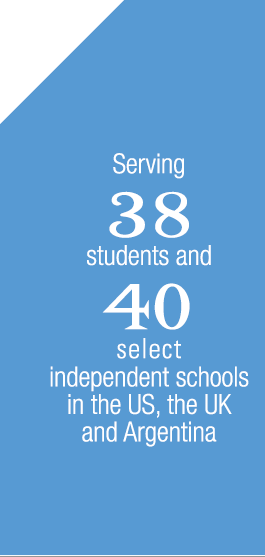 Serving
38
students and
40
select
independent schools
in the US, the UK
and Argentina